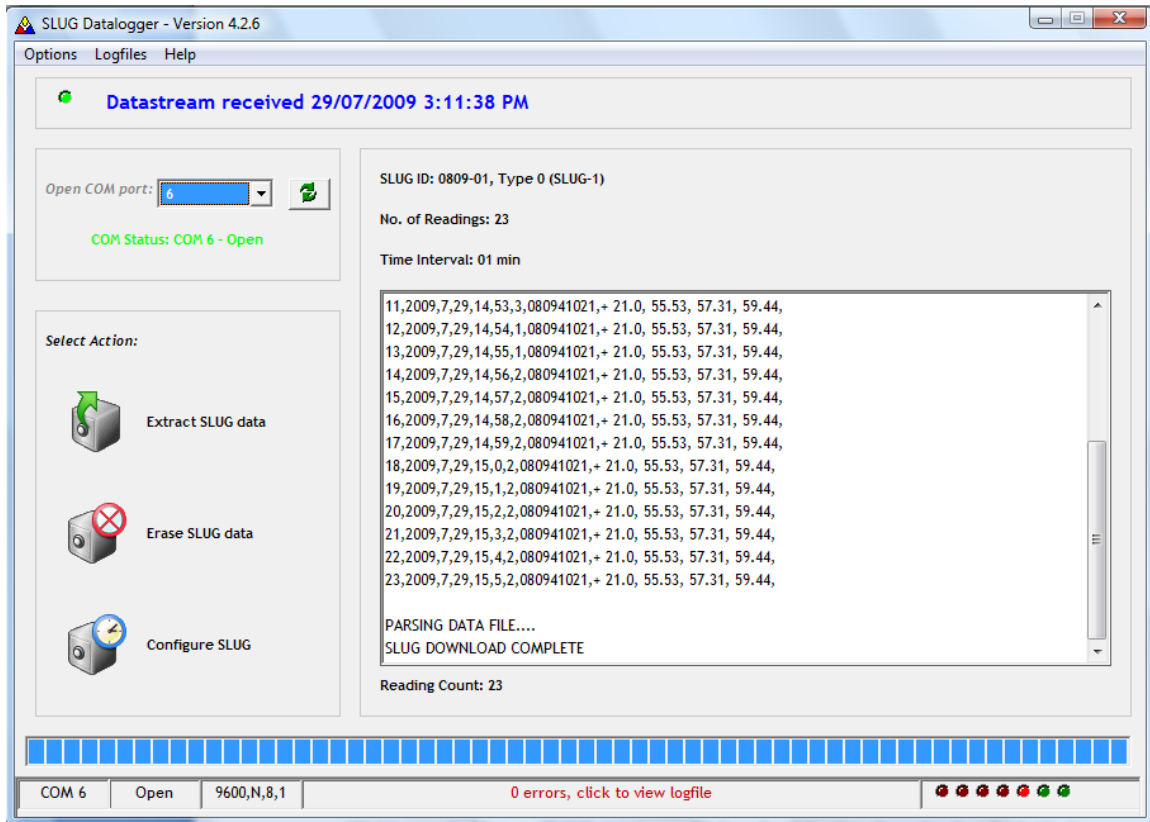 SLUG Datalogger - Version 4.2.6
Options Logfiles Help
Datastream received 29/07/2009 3:11:38 PM
Open COM port: 6
COM Status: COM 6 - Open
Select Action:
Extract SLUG data
Erase SLUG data
Configure SLUG
SLUG ID: 0809-01, Type 0 (SLUG-1)
No. of Readings: 23
Time Interval: 01 min
11,2009,7,29,14,53,3,080941021,+ 21.0, 55.53, 57.31, 59.44,
12,2009,7,29,14,54,1,080941021,+ 21.0, 55.53, 57.31, 59.44,
13,2009,7,29,14,55,1,080941021,+ 21.0, 55.53, 57.31, 59.44,
14,2009,7,29,14,56,2,080941021,+ 21.0, 55.53, 57.31, 59.44,
15,2009,7,29,14,57,2,080941021,+ 21.0, 55.53, 57.31, 59.44,
16,2009,7,29,14,58,2,080941021,+ 21.0, 55.53, 57.31, 59.44,
17,2009,7,29,14,59,2,080941021,+ 21.0, 55.53, 57.31, 59.44,
18,2009,7,29,15,0,2,080941021,+ 21.0, 55.53, 57.31, 59.44,
19,2009,7,29,15,1,2,080941021,+ 21.0, 55.53, 57.31, 59.44,
20,2009,7,29,15,2,2,080941021,+ 21.0, 55.53, 57.31, 59.44,
21,2009,7,29,15,3,2,080941021,+ 21.0, 55.53, 57.31, 59.44,
22,2009,7,29,15,4,2,080941021,+ 21.0, 55.53, 57.31, 59.44,
23,2009,7,29,15,5,2,080941021,+ 21.0, 55.53, 57.31, 59.44,
PARSING DATA FILE....
SLUG DOWNLOAD COMPLETE
Reading Count: 23
COM 6 Open 9600,N,8,1 0 errors, click to view logfile